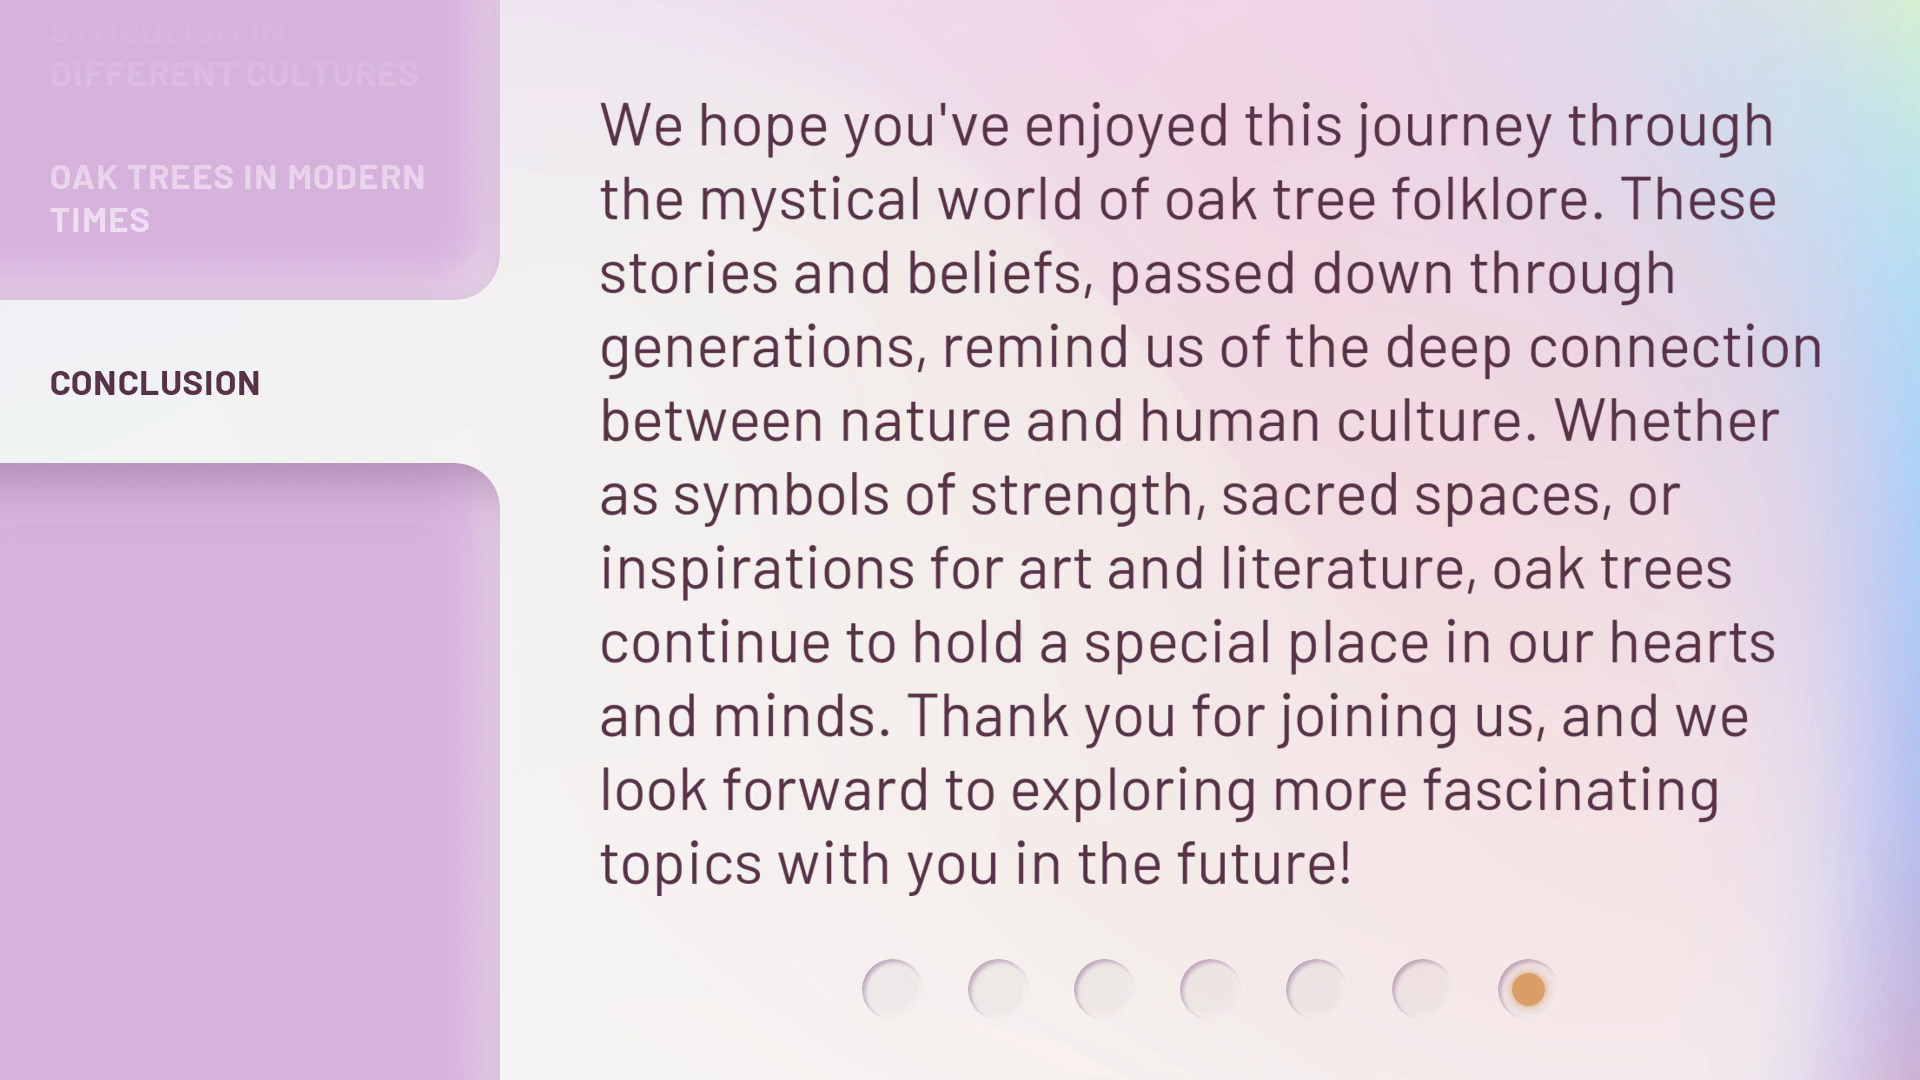 SYMBOLISM IN
DIFFERENT CULTURES
OAK TREES IN MODERN
TIMES
CONCLUSION
We hope you've enjoyed this journey through
the mystical world of oak tree folklore. These
stories and beliefs, passed down through
generations, remind us of the deep connection
between nature and human culture. Whether
as symbols of strength, sacred spaces, or
inspirations for art and literature, oak trees
continue to hold a special place in our hearts
and minds. Thank you for joining us, and we
look forward to exploring more fascinating
topics with you in the future!